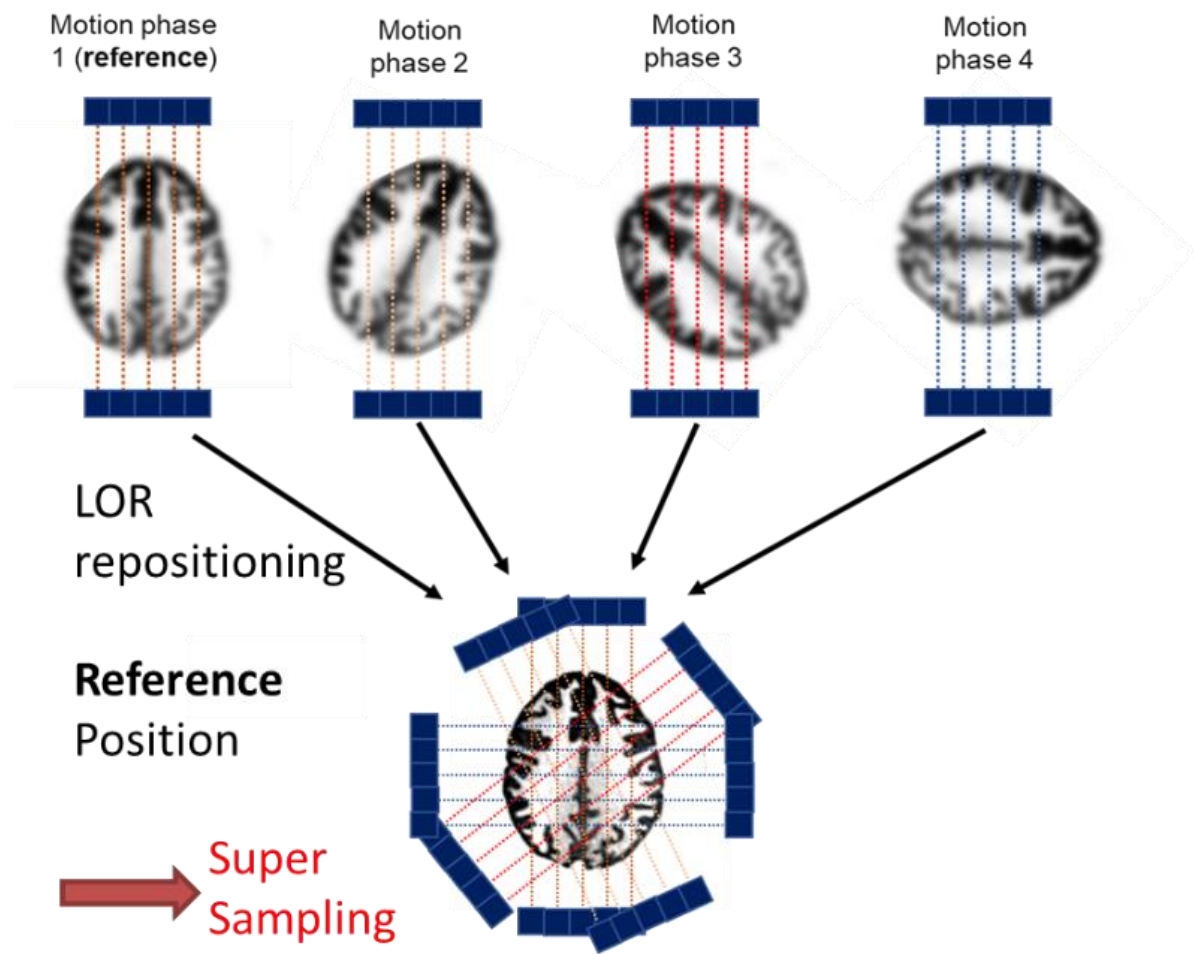 Motion phase
1 (reference)
Motion
phase 2
Motion
phase 3
Motion
phase 4
LOR
repositioning
Reference
Position
Super
Sampling